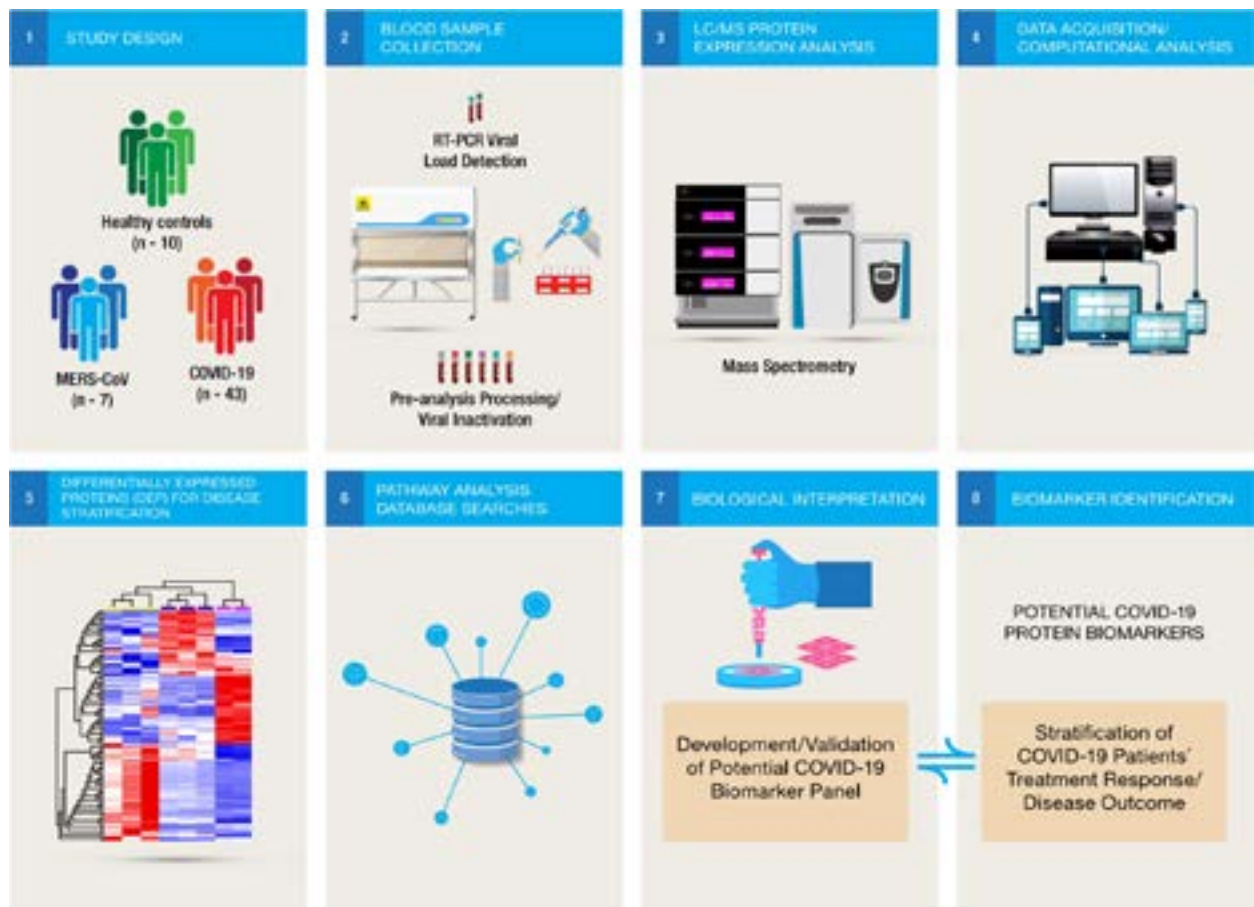 1
STUDY DESIGN
Healthy controls
(n - 10)
MERS-CoV
(n - 7)
COVID-19
(n - 43)
2
BLOOD SAMPLE
COLLECTION
RT-PCR Viral
Load Detection
Pre-analysis Processing/
Viral Inactivation
3
LC/MS PROTEIN
EXPRESSION ANALYSIS
Mass Spectrometry
4
DATA ACQUISITION/
COMPUTATIONAL ANALYSIS
5
DIFFERENTIALLY EXPRESSED
PROTEINS (DEP) FOR DISEASE
STRATIFICATION
6
PATHWAY ANALYSIS
DATABASE SEARCHES
7
BIOLOGICAL INTERPRETATION
Development/Validation
of Potential COVID-19
Biomarker Panel
8
BIOMARKER IDENTIFICATION
POTENTIAL COVID-19
PROTEIN BIOMARKERS
Stratification of
COVID-19 Patients'
Treatment Response/
Disease Outcome